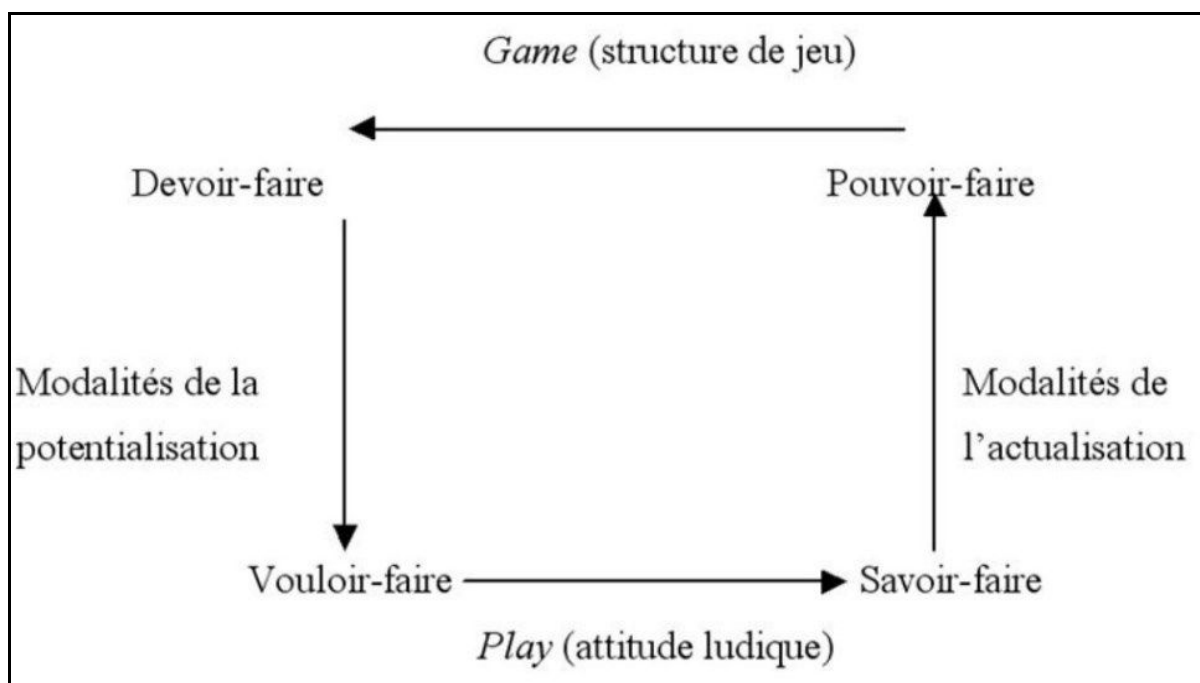 Game (structure de jeu)
Devoir-faire
Pouvoir-faire
Modalités de la
potentialisation
Modalités de
l’actualisation
Vouloir-faire
Savoir-faire
Play (attitude ludique)